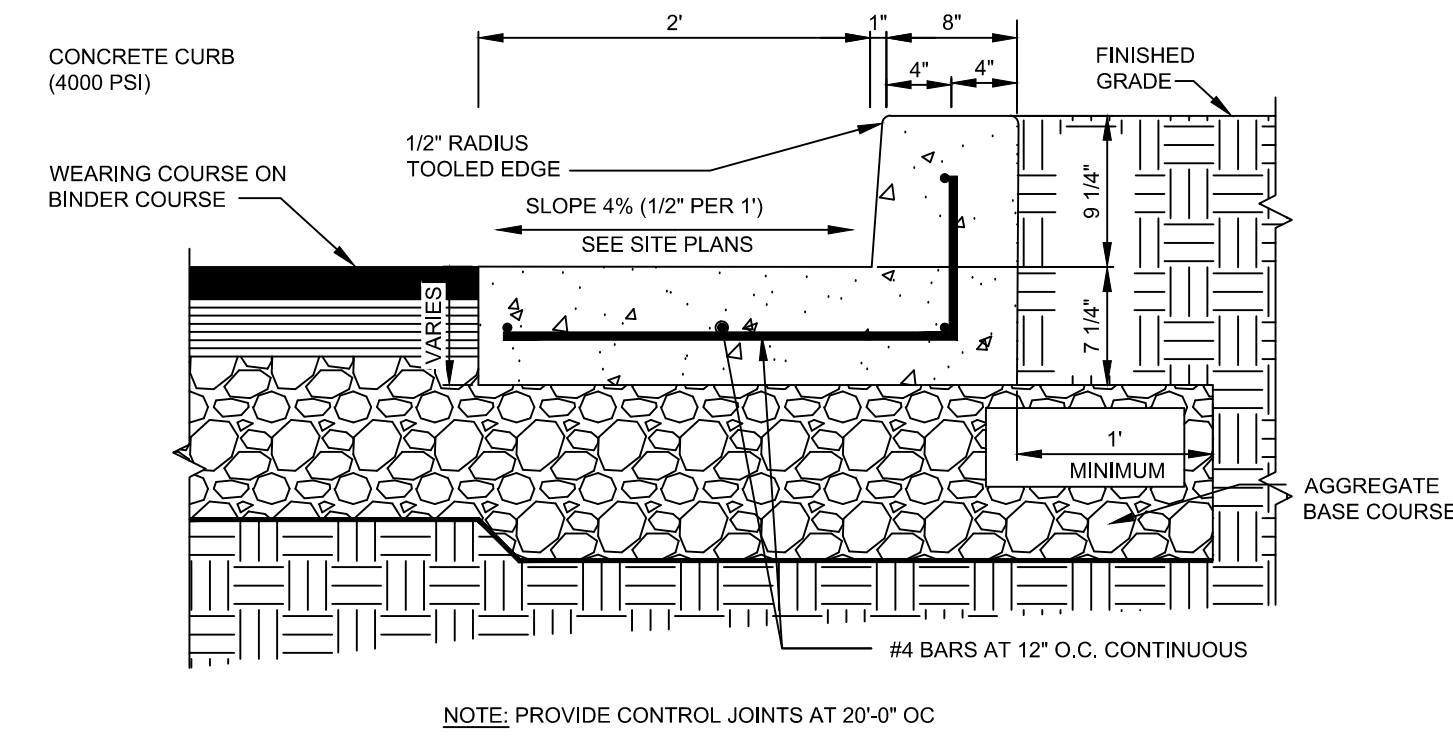 2'
1"
8"
4"
4"
CONCRETE CURB
(4000 PSI)
FINISHED
GRADE
1/2" RADIUS
TOOLED EDGE
WEARING COURSE ON
BINDER COURSE
SLOPE 4% (1/2" PER 1')
SEE SITE PLANS
9 1/4"
VARIES
7 1/4"
1'
MINIMUM
AGGREGATE
BASE COURSE
#4 BARS AT 12" O.C. CONTINUOUS
NOTE: PROVIDE CONTROL JOINTS AT 20'-0" OC